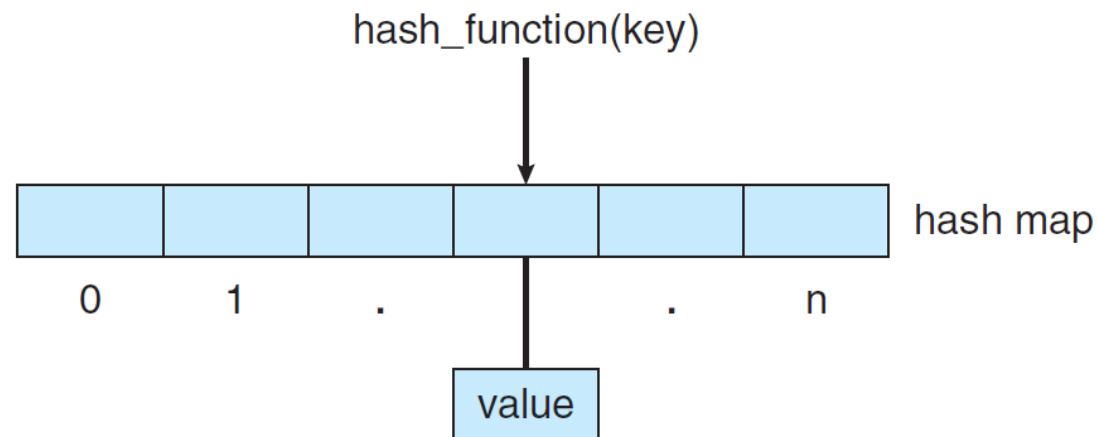 hash_function(key)
hash map
0 1 . . n
value